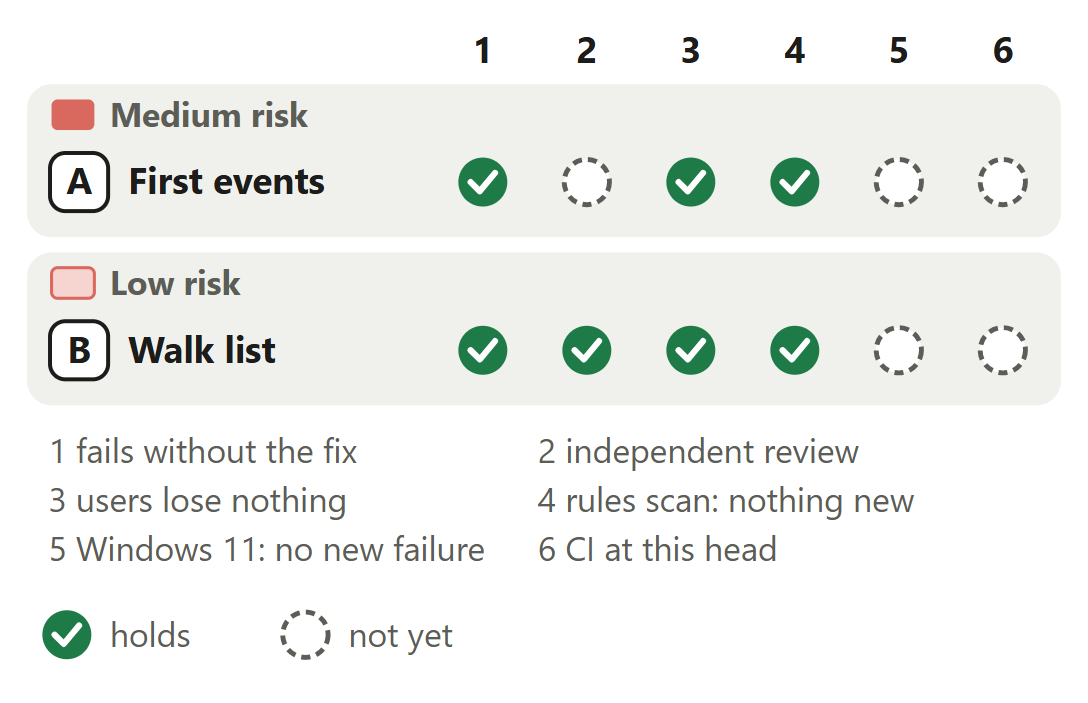 1 2 3 4 5 6
Medium risk
A First events
Low risk
B Walk list
1 fails without the fix
2 independent review
3 users lose nothing
4 rules scan: nothing new
5 Windows 11: no new failure
6 CI at this head
holds
not yet